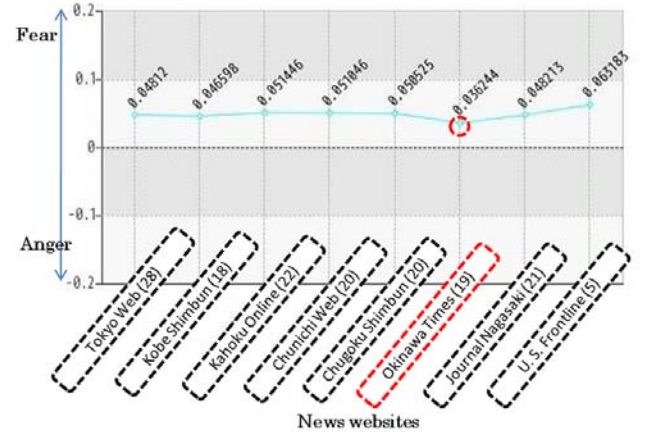 Fear
Anger
0.2
0.1
0
-0.1
-0.2
0.04812
0.046598
0.051446
0.051046
0.050525
0.036244
0.048213
0.063183
Tokyo Web (28)
Kobe Shimbun (18)
Kahoku Online (22)
Chunichi Web (20)
Chugoku Shimbun (20)
Okinawa Times (19)
Journal Nagasaki (21)
U.S. Frontline (5)
News websites